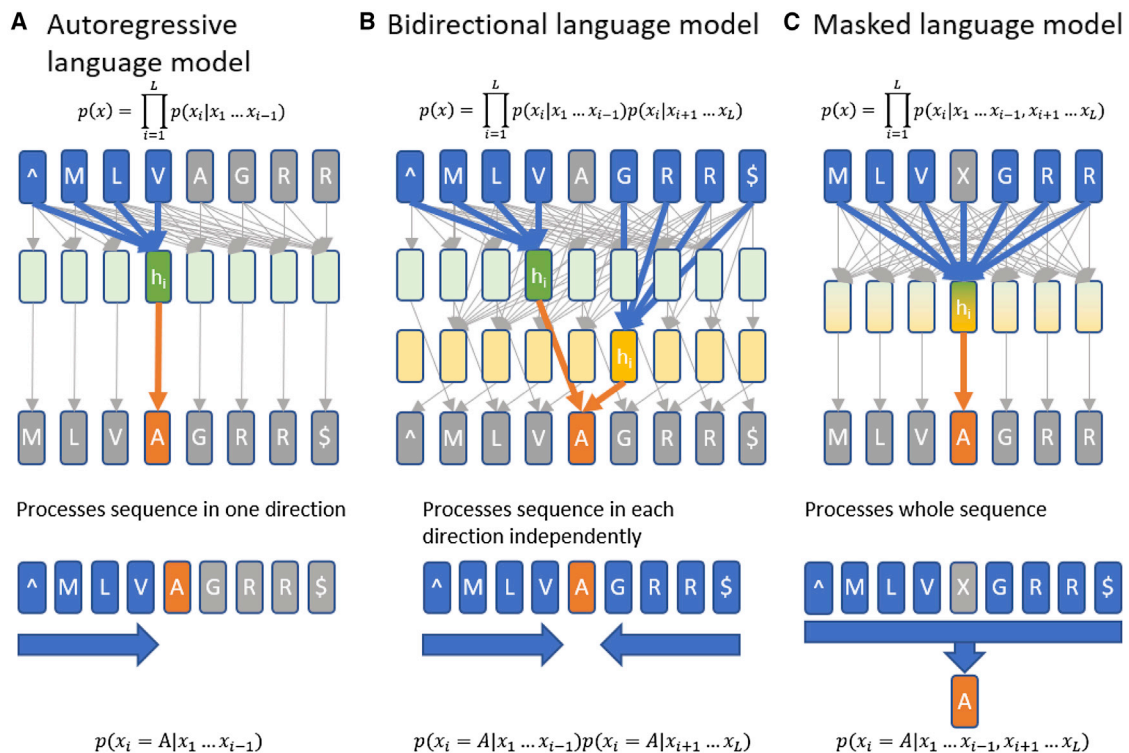 A Autoregressive
language model
p(x) = ∏_{i=1}^{L} p(x_i|x_1 … x_{i−1})
^ M L V A G R R
h_i
M L V A G R R $
Processes sequence in one direction
^ M L V A G R R $
p(x_i = A|x_1 … x_{i−1})
B Bidirectional language model
p(x) = ∏_{i=1}^{L} p(x_i|x_1 … x_{i−1})p(x_i|x_{i+1} … x_L)
^ M L V A G R R $
h_i
h_i
^ M L V A G R R $
Processes sequence in each
direction independently
^ M L V A G R R $
p(x_i = A|x_1 … x_{i−1})p(x_i = A|x_{i+1} … x_L)
C Masked language model
p(x) = ∏_{i=1}^{L} p(x_i|x_1 … x_{i−1}, x_{i+1} … x_L)
M L V X G R R
h_i
M L V A G R R
Processes whole sequence
^ M L V X G R R $
A
p(x_i = A|x_1 … x_{i−1}, x_{i+1} … x_L)